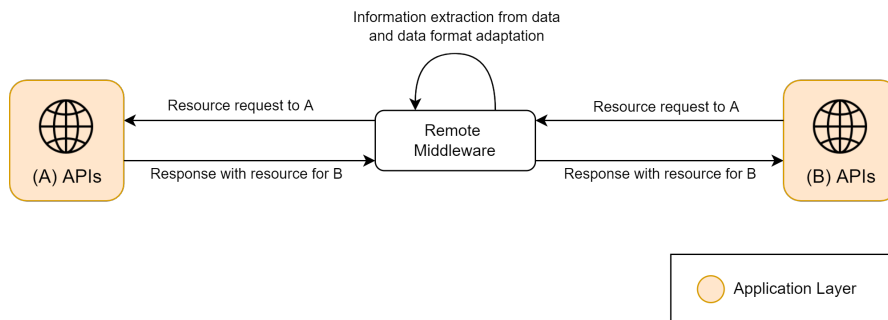 Information extraction from data
and data format adaptation
Resource request to A
Resource request to A
Remote
Middleware
(A) APIs
Response with resource for B
Response with resource for B
(B) APIs
Application Layer